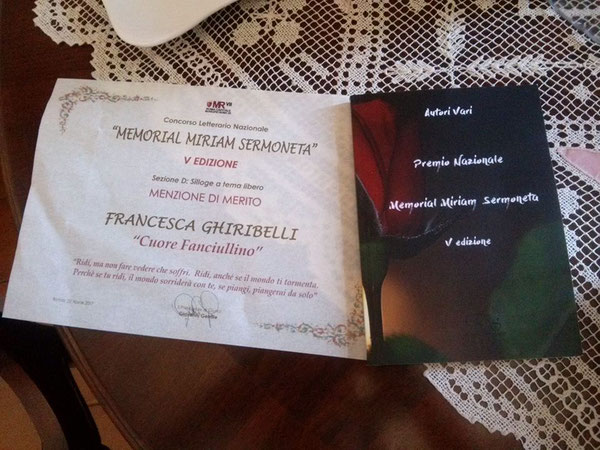 MR
Concorso Letterario Nazionale
"MEMORIAL MIRIAM SERMONETA"
V EDIZIONE
Sezione D: Silloge a tema libero
MENZIONE DI MERITO
FRANCESCA GHIRIBELLI
"Cuore Fanciullino"
"Ridi, ma non fare vedere che soffri. Ridi, anche se il mondo ti tormenta.
Perchè se tu ridi, il mondo sorriderà con te, se piangi, piangerai da solo"
2017
Autori Vari
Premio Nazionale
Memorial Miriam Sermoneta
V edizione